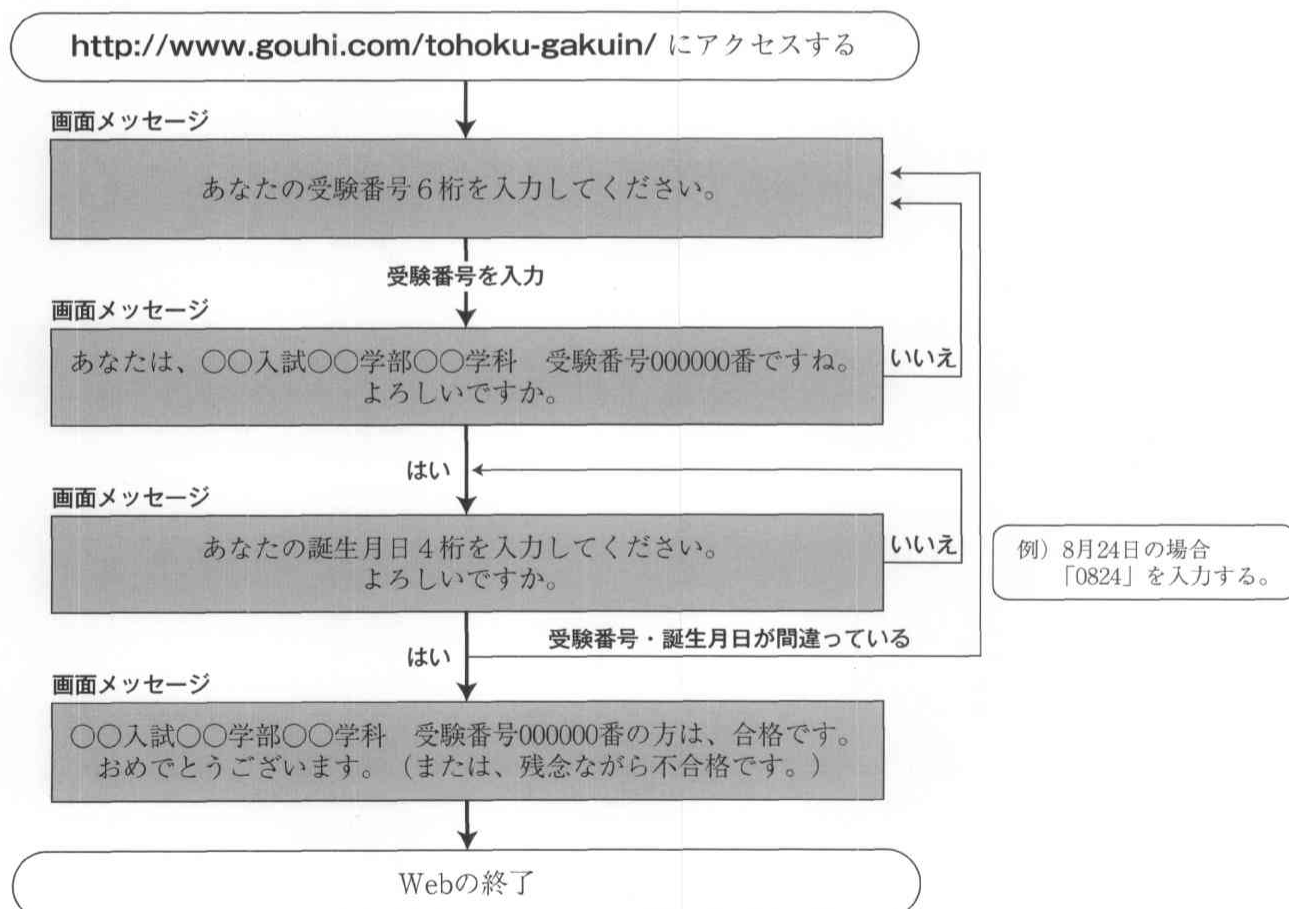 http://www.gouhi.com/tohoku-gakuin/ にアクセスする
画面メッセージ
あなたの受験番号６桁を入力してください。
受験番号を入力
画面メッセージ
あなたは、○○入試○○学部○○学科　受験番号000000番ですね。
よろしいですか。
いいえ
はい
画面メッセージ
あなたの誕生月日４桁を入力してください。
よろしいですか。
いいえ
例）8月24日の場合
「0824」を入力する。
受験番号・誕生月日が間違っている
はい
画面メッセージ
○○入試○○学部○○学科　受験番号000000番の方は、合格です。
おめでとうございます。（または、残念ながら不合格です。）
Webの終了